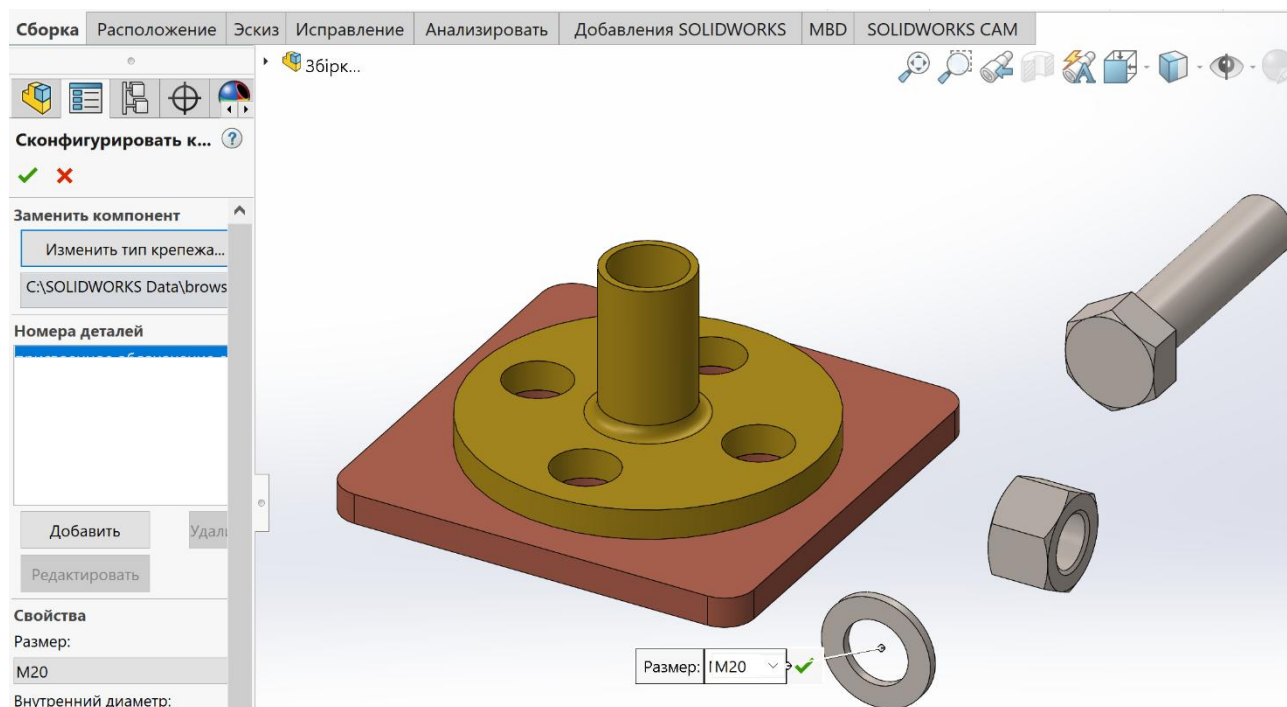 Сборка Расположение Эскиз Исправление Анализировать Добавления SOLIDWORKS MBD SOLIDWORKS CAM
Збірк...
Сконфигурировать к... ?
Заменить компонент
Изменить тип крепежа...
C:\SOLIDWORKS Data\brows
Номера деталей
Добавить Удали
Редактировать
Свойства
Размер:
M20
Внутренний диаметр:
Размер: M20